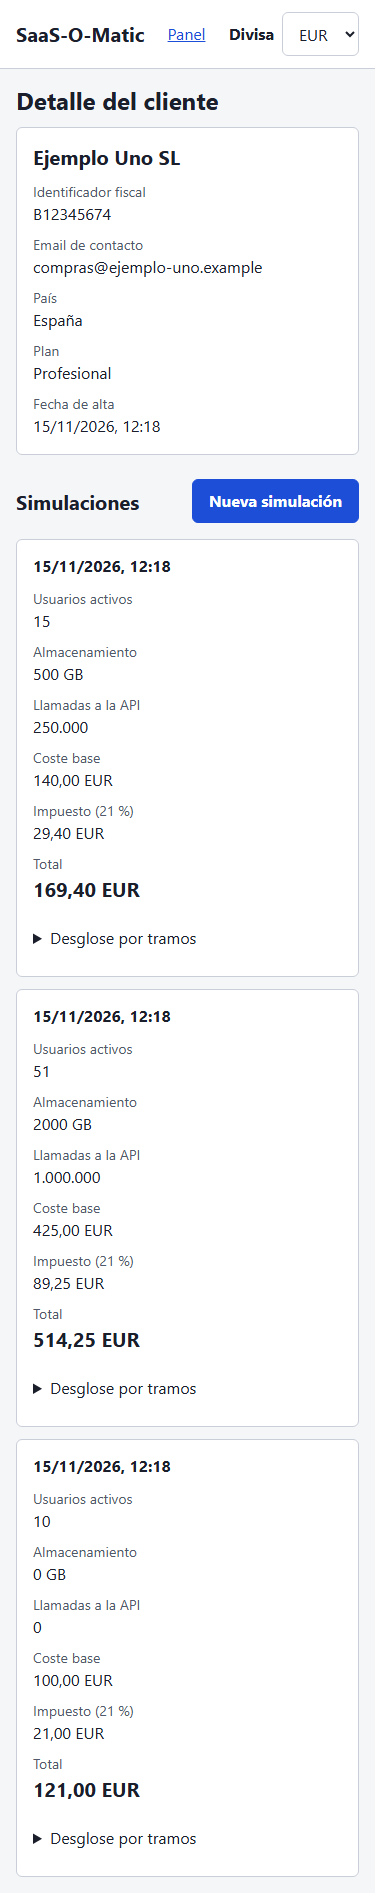 SaaS-O-Matic Panel Divisa EUR
Detalle del cliente
Ejemplo Uno SL
Identificador fiscal
B12345674
Email de contacto
compras@ejemplo-uno.example
País
España
Plan
Profesional
Fecha de alta
15/11/2026, 12:18
Simulaciones Nueva simulación
15/11/2026, 12:18
Usuarios activos
15
Almacenamiento
500 GB
Llamadas a la API
250.000
Coste base
140,00 EUR
Impuesto (21 %)
29,40 EUR
Total
169,40 EUR
Desglose por tramos
15/11/2026, 12:18
Usuarios activos
51
Almacenamiento
2000 GB
Llamadas a la API
1.000.000
Coste base
425,00 EUR
Impuesto (21 %)
89,25 EUR
Total
514,25 EUR
Desglose por tramos
15/11/2026, 12:18
Usuarios activos
10
Almacenamiento
0 GB
Llamadas a la API
0
Coste base
100,00 EUR
Impuesto (21 %)
21,00 EUR
Total
121,00 EUR
Desglose por tramos